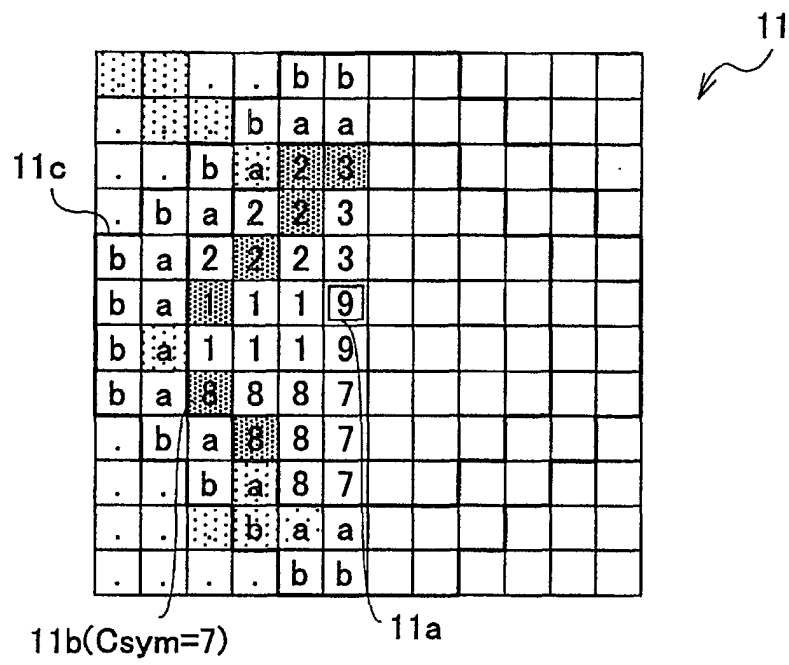 11
. . . . b b
. . . b a a
. . b a 2 3
11c
. b a 2 2 3
b a 2 2 2 3
b a 1 1 1 9
b a 1 1 1 9
b a 8 8 8 7
. b a 8 8 7
. . b a 8 7
. . . b a a
. . . . b b
11b(Csym=7)
11a